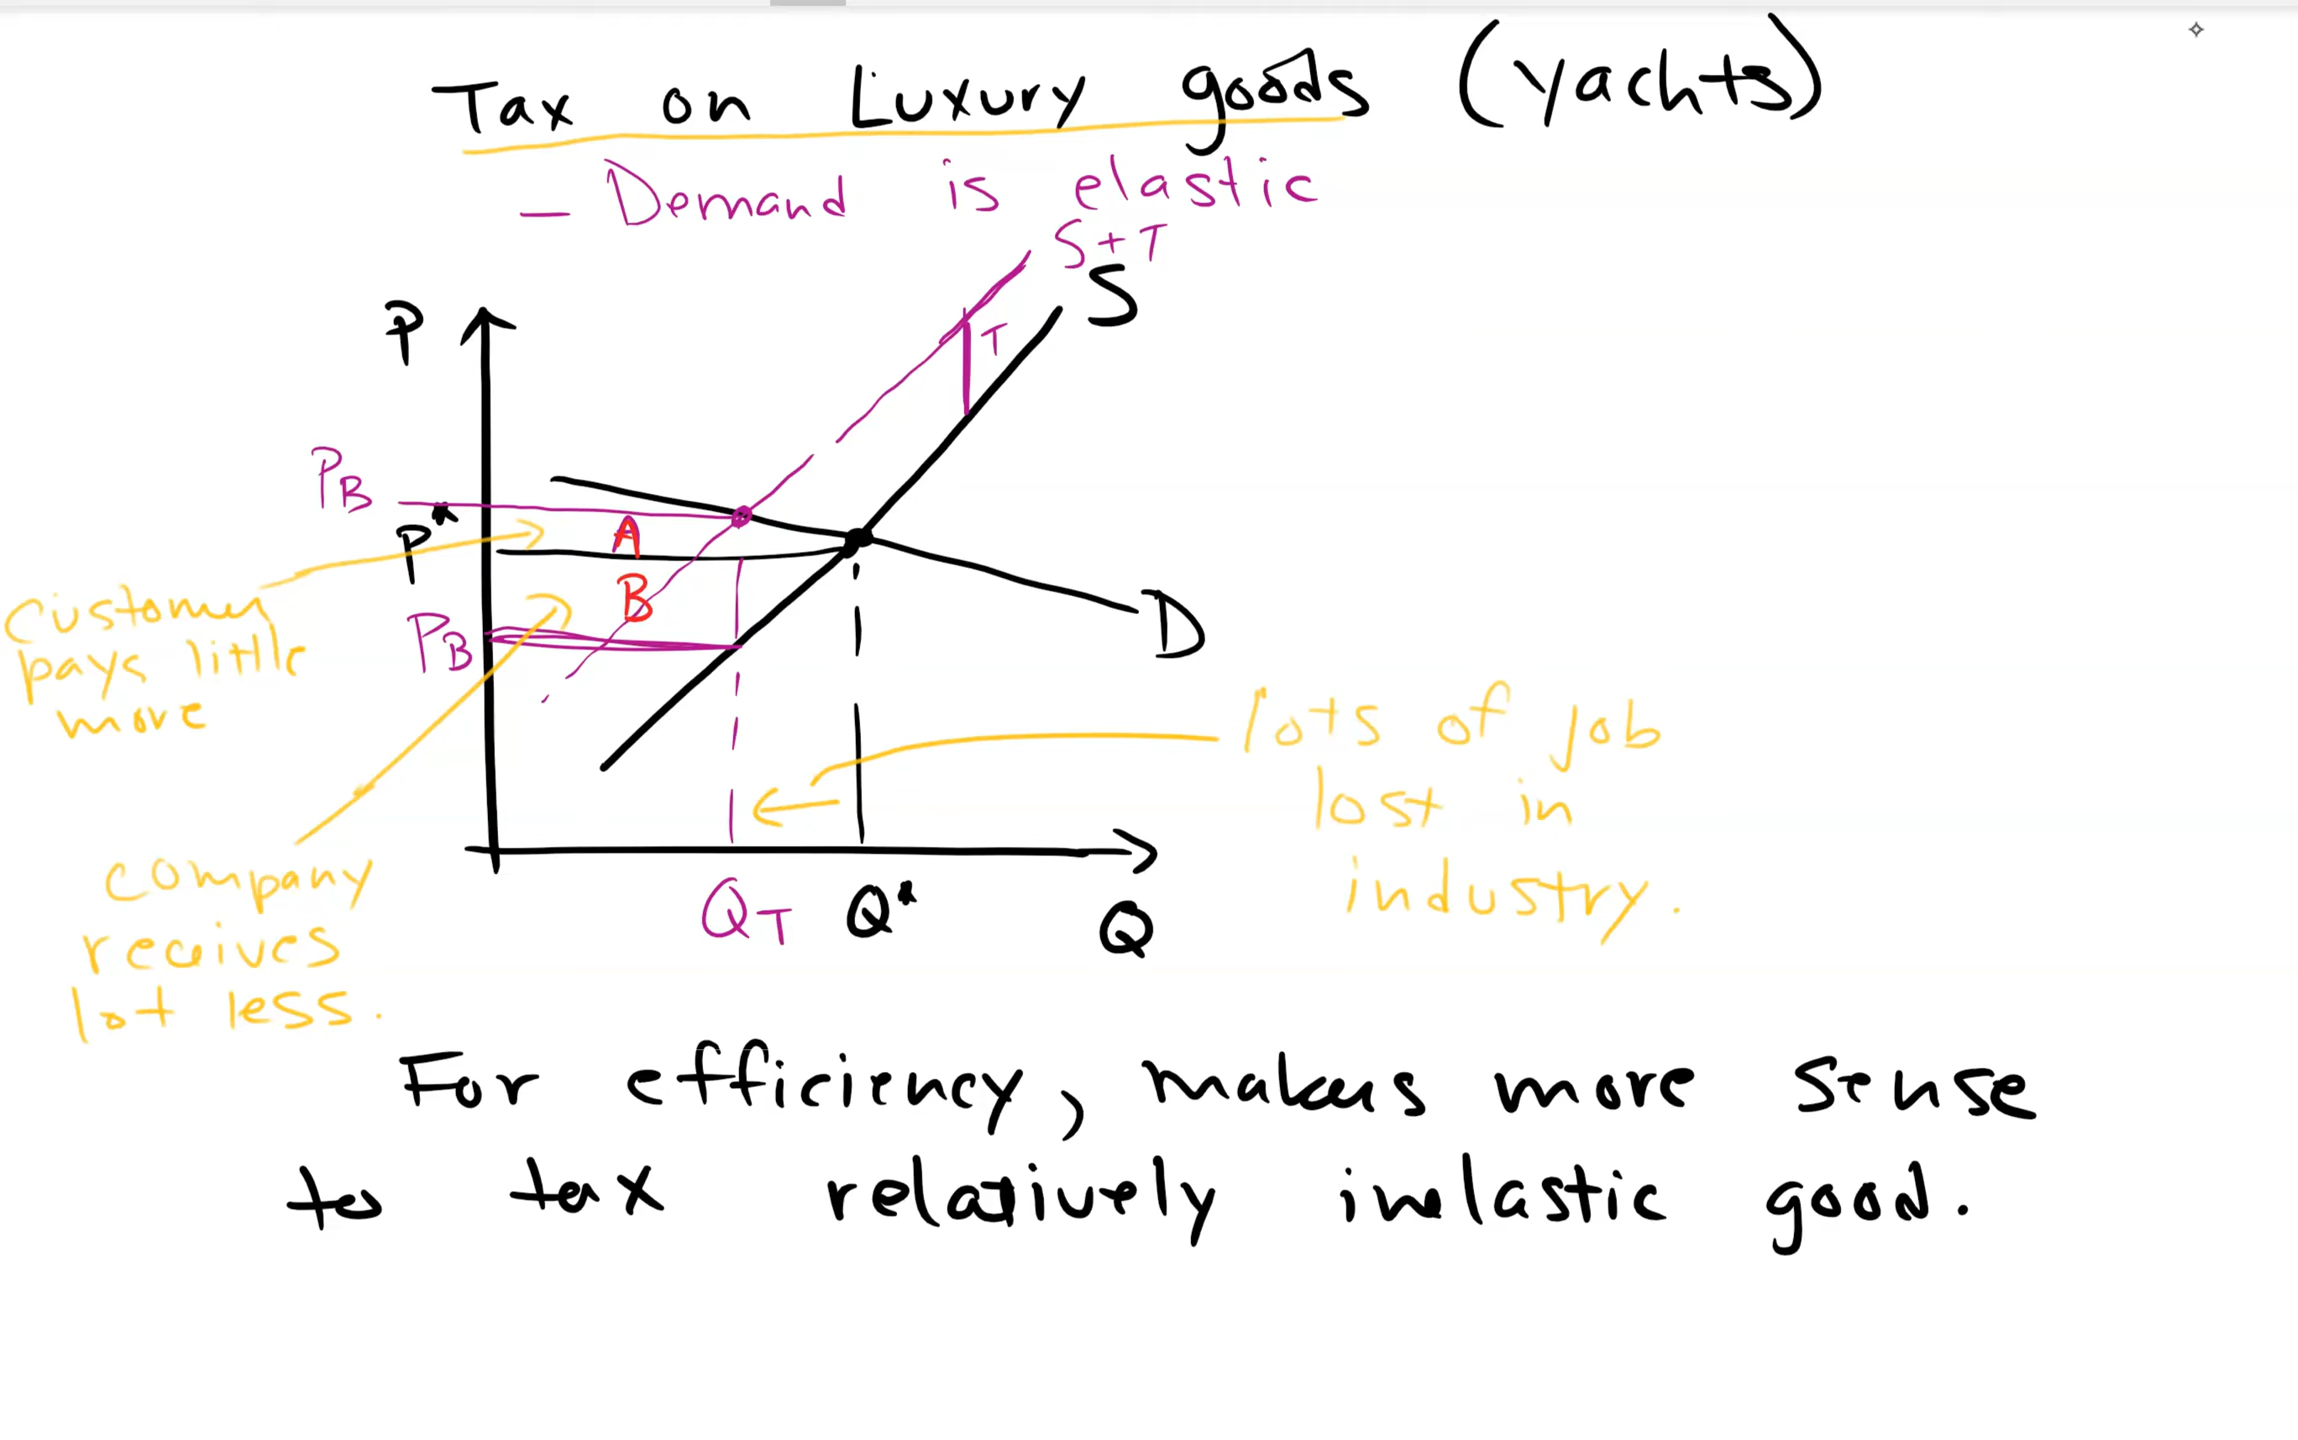 Tax on Luxury goods (Yachts)
- Demand is elastic
S+T
S
P
T
PB
P*
A
B
Customer
pays little
more
PB
D
lots of job
lost in
industry.
company
receives
lot less.
QT
Q*
Q
For efficiency, makes more sense
to tax relatively inelastic good.